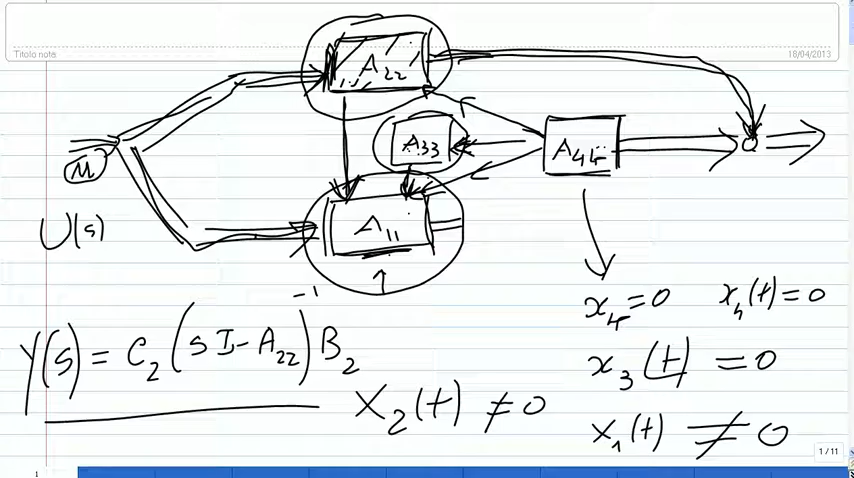 Titolo note:
18/04/2013
A₂₂
A₃₃
A₄₄
A₁₁
u
U(s)
x₄=0 x₄(t)=0
Y(s) = C₂(sI-A₂₂)⁻¹B₂
x₃(t) = 0
x₂(t) ≠ 0
x₁(t) ≠ 0
1 / 11
1